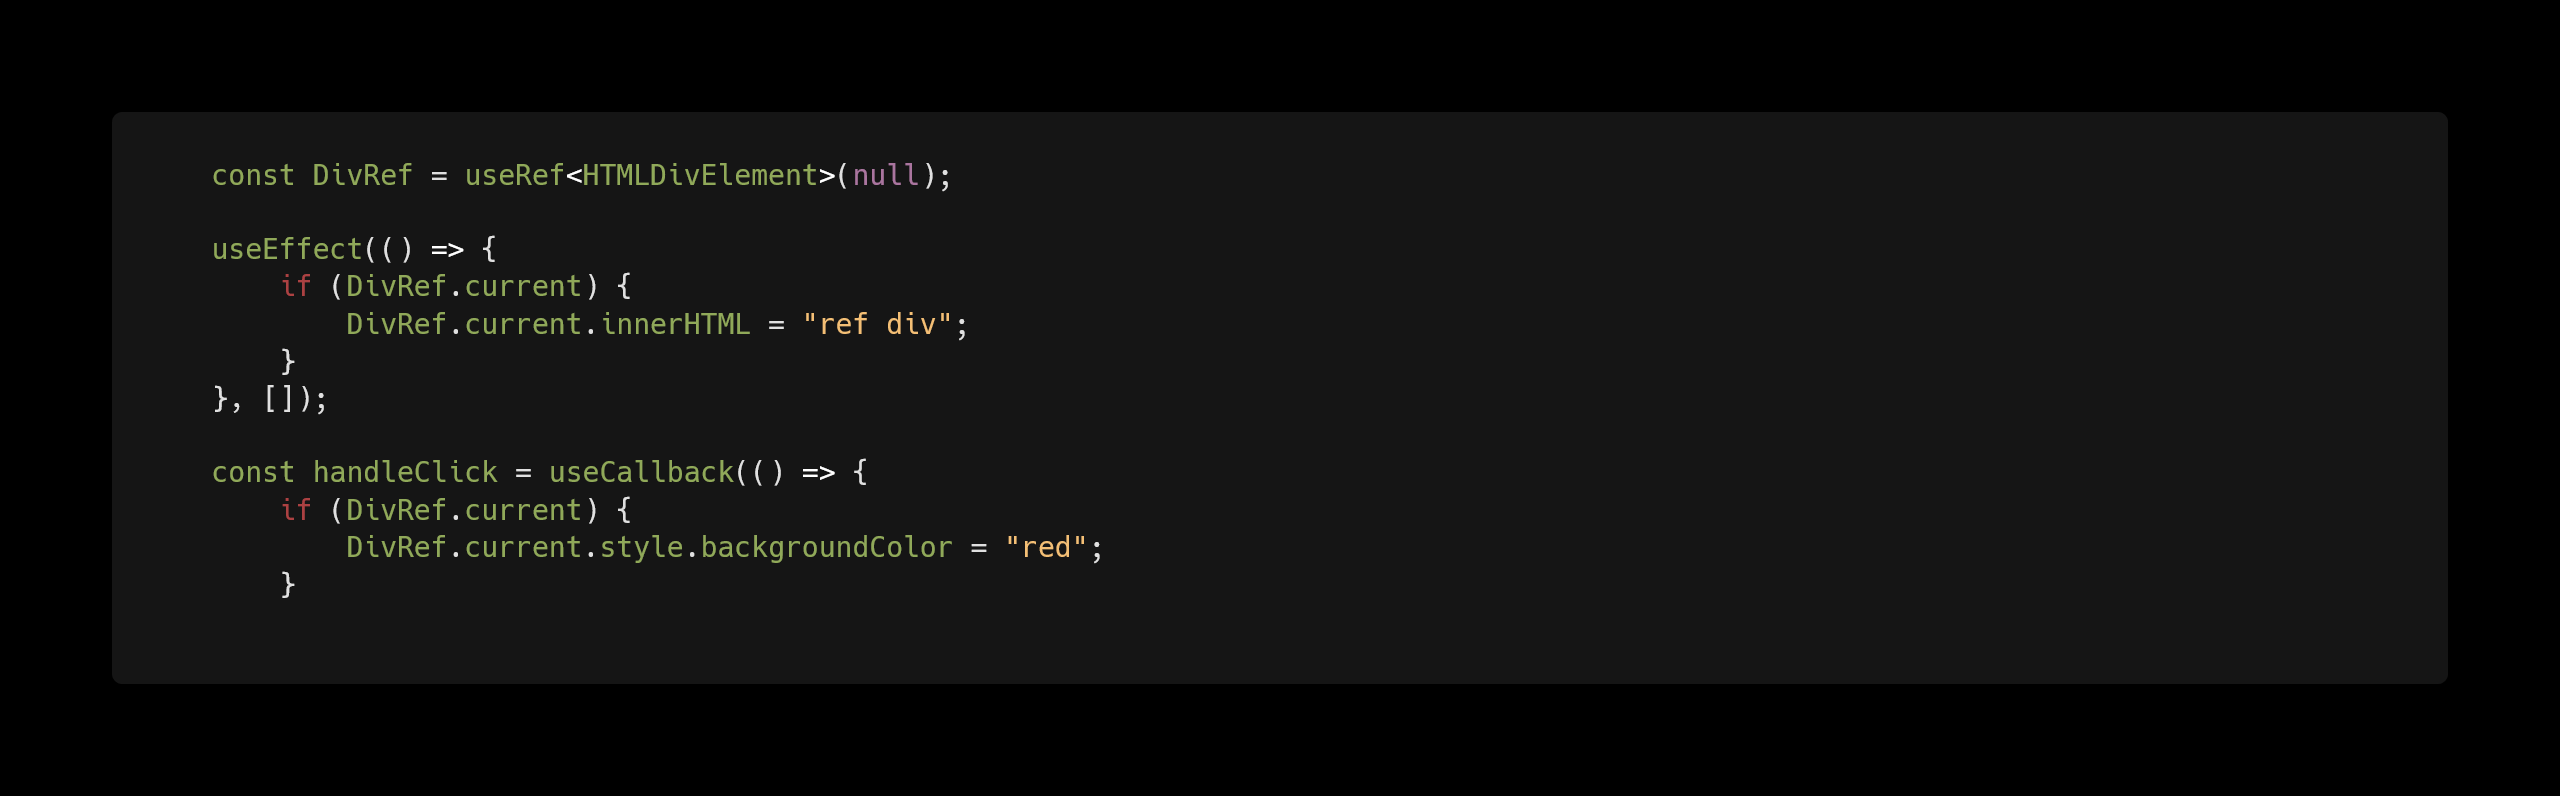 const DivRef = useRef<HTMLDivElement>(null);

useEffect(() => {
    if (DivRef.current) {
        DivRef.current.innerHTML = "ref div";
    }
}, []);

const handleClick = useCallback(() => {
    if (DivRef.current) {
        DivRef.current.style.backgroundColor = "red";
    }